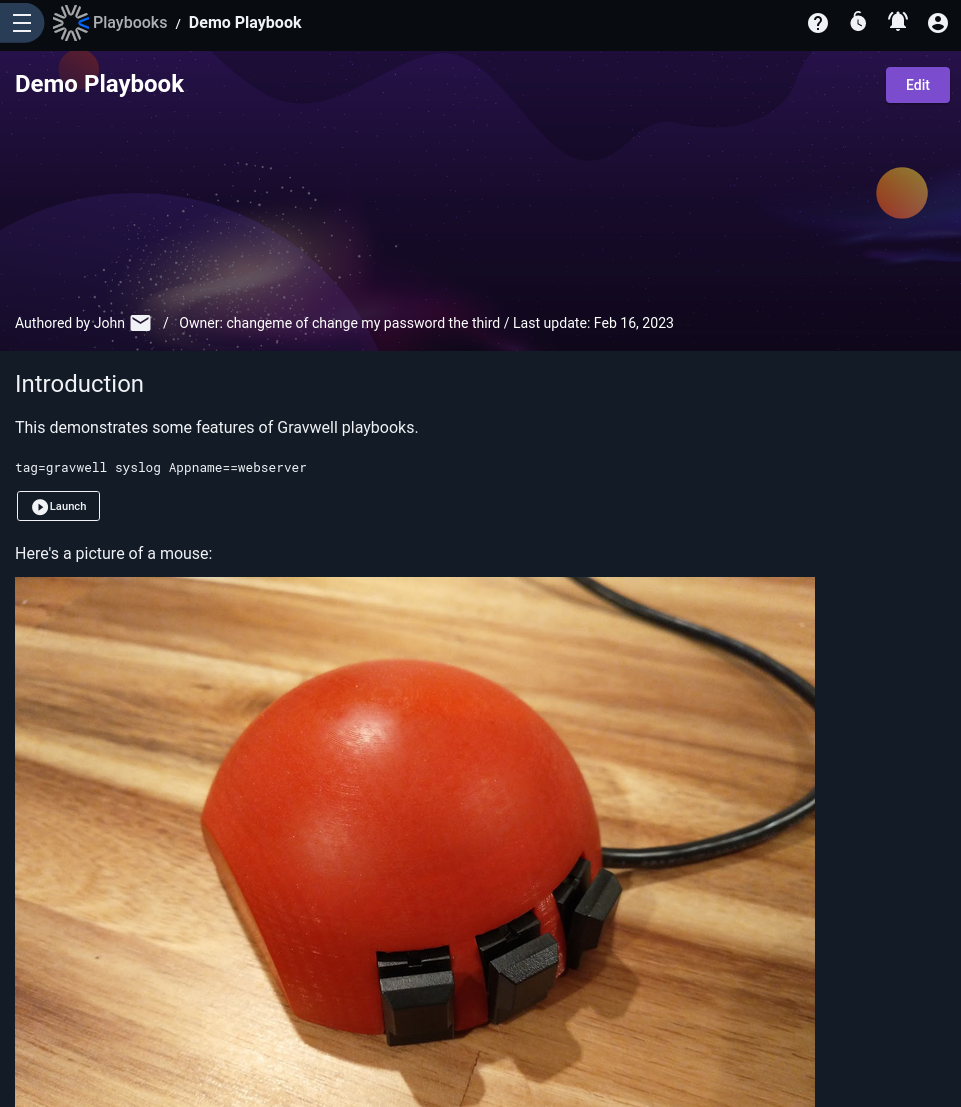 Playbooks / Demo Playbook
Demo Playbook
Edit
Authored by John / Owner: changeme of change my password the third / Last update: Feb 16, 2023
Introduction
This demonstrates some features of Gravwell playbooks.
tag=gravwell syslog Appname==webserver
Launch
Here's a picture of a mouse: